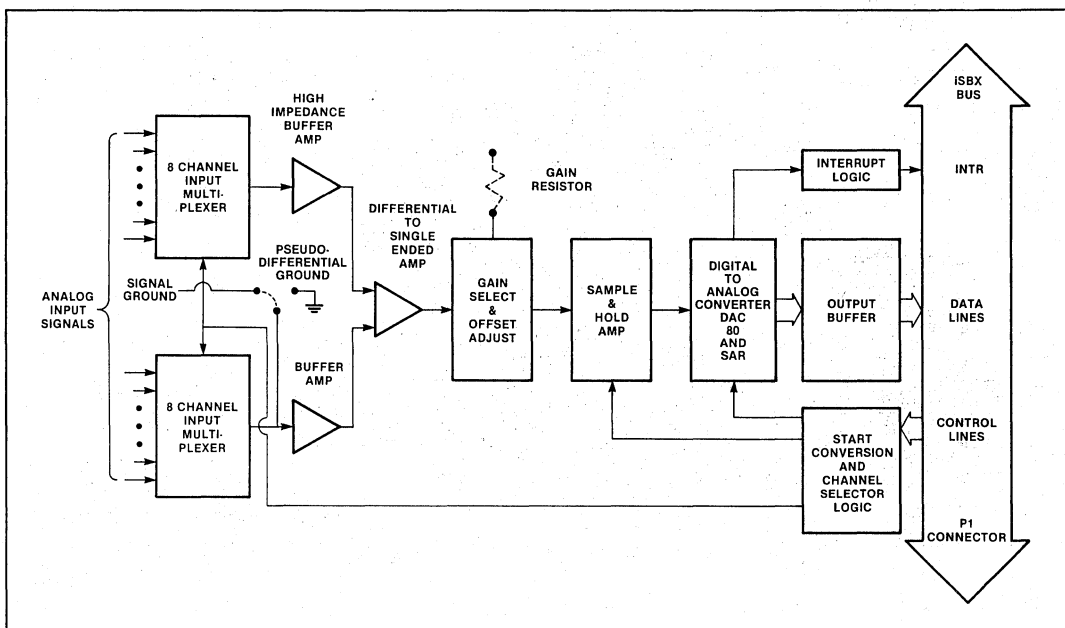 ANALOG
INPUT
SIGNALS
8 CHANNEL
INPUT
MULTI-
PLEXER
SIGNAL
GROUND
8 CHANNEL
INPUT
MULTI-
PLEXER
HIGH
IMPEDANCE
BUFFER
AMP
PSEUDO-
DIFFERENTIAL
GROUND
BUFFER AMP
DIFFERENTIAL
TO
SINGLE
ENDED
AMP
GAIN
RESISTOR
GAIN
SELECT
&
OFFSET
ADJUST
SAMPLE
&
HOLD
AMP
DIGITAL
TO
ANALOG
CONVERTER
DAC
80
AND
SAR
INTERRUPT
LOGIC
OUTPUT
BUFFER
START
CONVERSION
AND
CHANNEL
SELECTOR
LOGIC
iSBX
BUS
INTR
DATA
LINES
CONTROL
LINES
P1
CONNECTOR